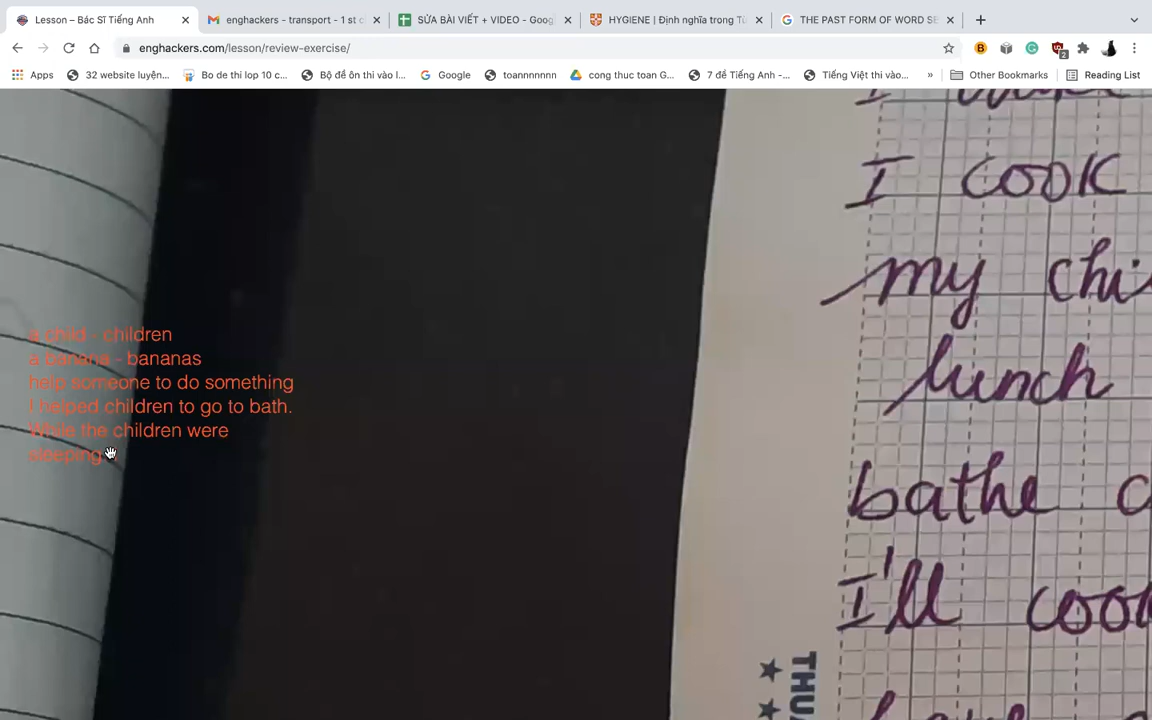 Lesson – Bác Sĩ Tiếng Anh
enghackers - transport - 1 st c
SỬA BÀI VIẾT + VIDEO - Goog
HYGIENE | Định nghĩa trong Từ
THE PAST FORM OF WORD SE
enghackers.com/lesson/review-exercise/
2
Apps
32 website luyện...
Bo de thi lop 10 c...
Bộ đề ôn thi vào l...
Google
toannnnnnn
cong thuc toan G...
7 đề Tiếng Anh -...
Tiếng Việt thi vào...
»
Other Bookmarks
Reading List
a child - children
a banana - bananas
help someone to do something
I helped children to go to bath.
While the children were
sleeping
I cook
my chi
lunch
bathe
I'll cook
THU